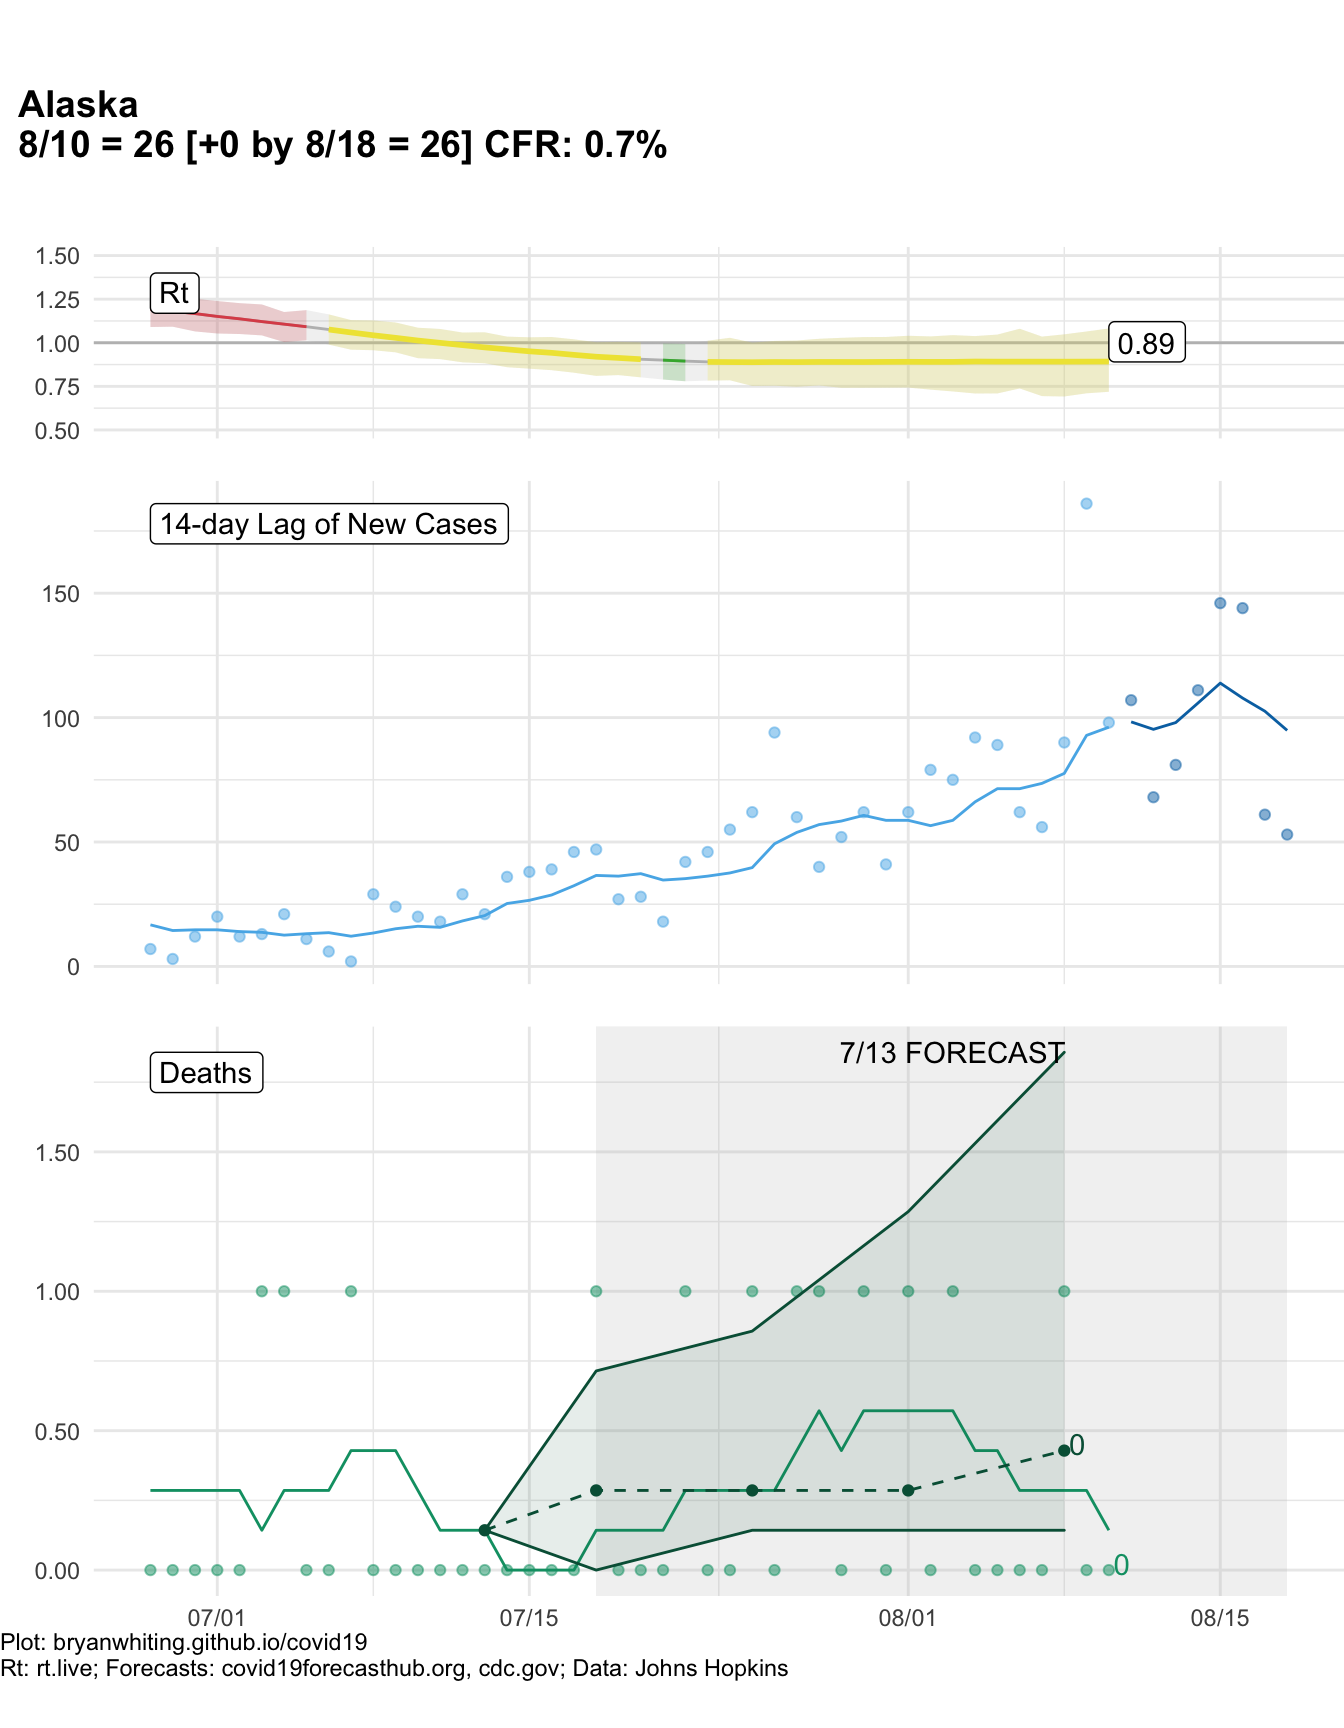 Alaska
8/10 = 26 [+0 by 8/18 = 26] CFR: 0.7%
1.50
1.25
1.00
0.75
0.50
Rt
0.89
14-day Lag of New Cases
150
100
50
0
Deaths
7/13 FORECAST
1.50
1.00
0.50
0.00
0
0
07/01
07/15
08/01
08/15
Plot: bryanwhiting.github.io/covid19
Rt: rt.live; Forecasts: covid19forecasthub.org, cdc.gov; Data: Johns Hopkins